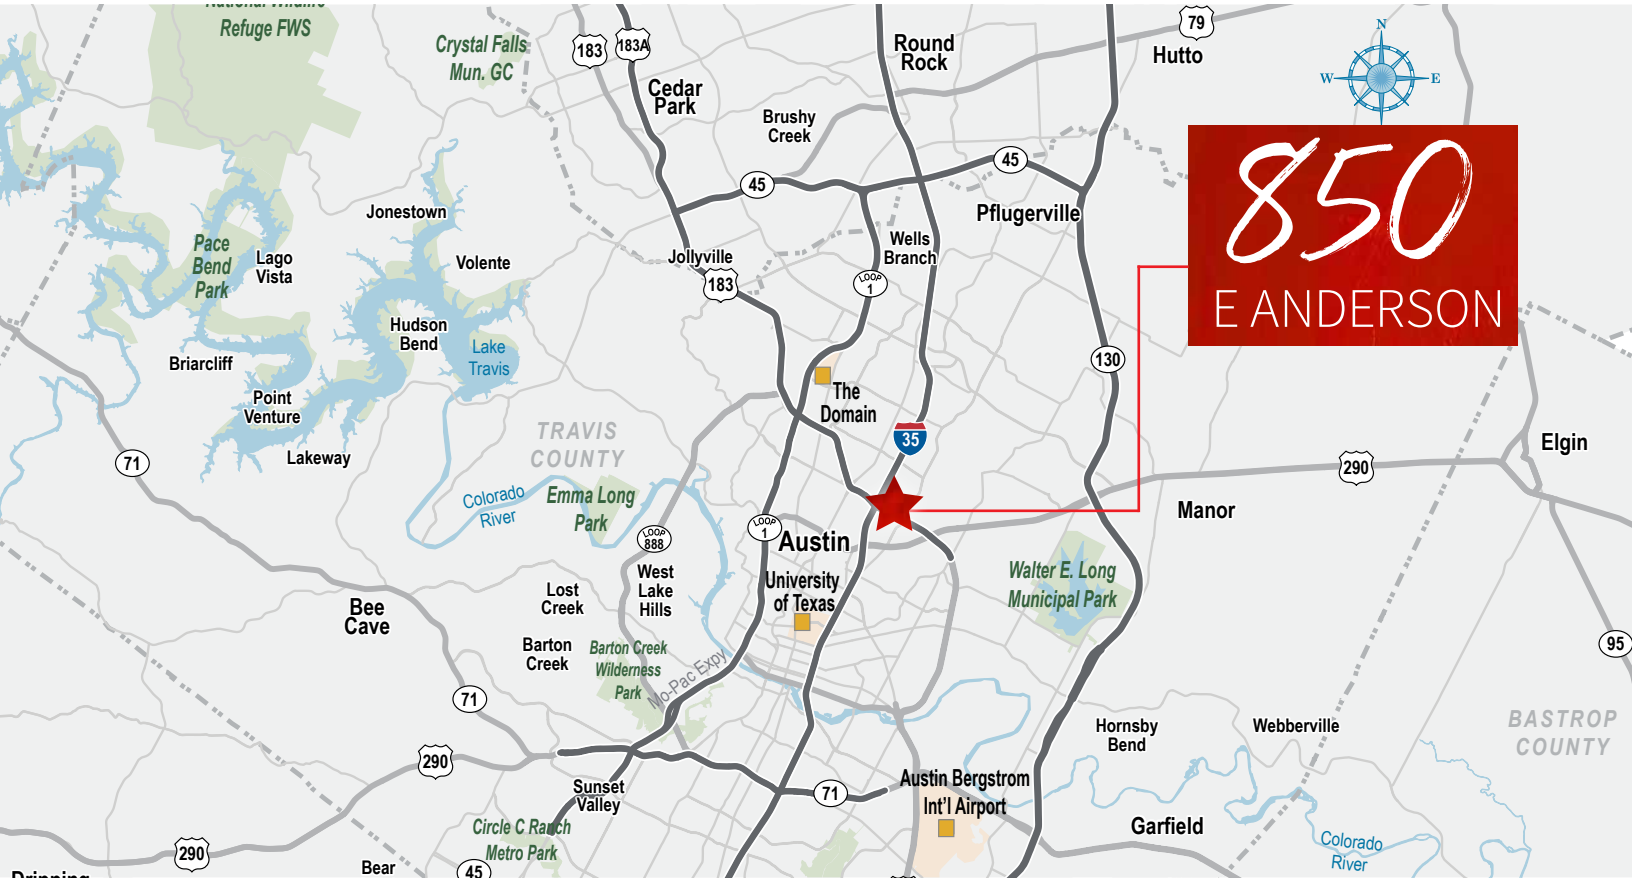 National Wildlife
Refuge FWS
Crystal Falls
Mun. GC
183
183A
Cedar
Park
Round
Rock
79
Hutto
N
W
E
Brushy
Creek
45
45
850
E ANDERSON
Jonestown
Pflugerville
Pace
Bend
Park
Lago
Vista
Volente
Jollyville
183
Wells
Branch
LOOP
1
Hudson
Bend
Lake
Travis
Briarcliff
130
The
Domain
Point
Venture
TRAVIS
COUNTY
35
Elgin
Lakeway
71
290
Colorado
River
Emma Long
Park
Manor
LOOP
1
LOOP
888
Austin
University
of Texas
West
Lake
Hills
Lost
Creek
Walter E. Long
Municipal Park
Bee
Cave
Barton
Creek
Barton Creek
Wilderness
Park
Mo-Pac Expy
95
71
Hornsby
Bend
Webberville
BASTROP
COUNTY
290
Sunset
Valley
71
Austin Bergstrom
Int'l Airport
Circle C Ranch
Metro Park
Garfield
Colorado
River
290
Bear
45
Dripping